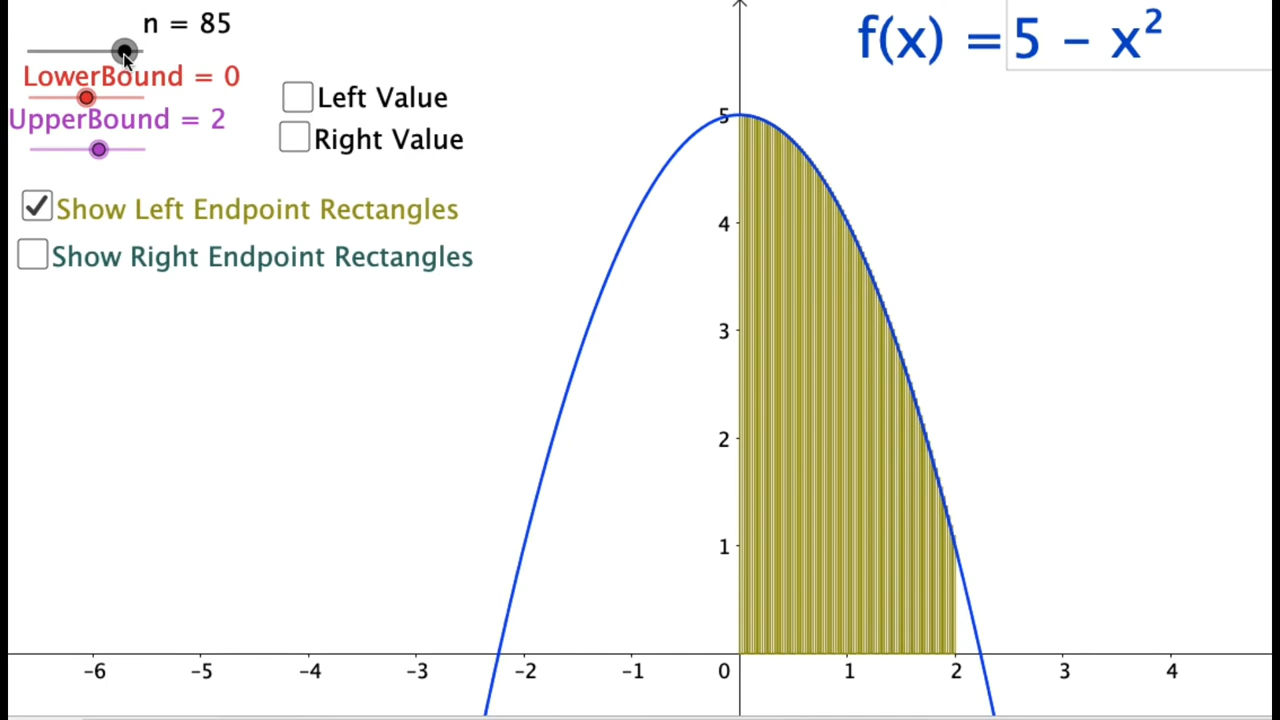 n = 85
f(x) = 5 − x²
LowerBound = 0
Left Value
UpperBound = 2
Right Value
Show Left Endpoint Rectangles
Show Right Endpoint Rectangles
5
4
3
2
1
-6 -5 -4 -3 -2 -1 0 1 2 3 4